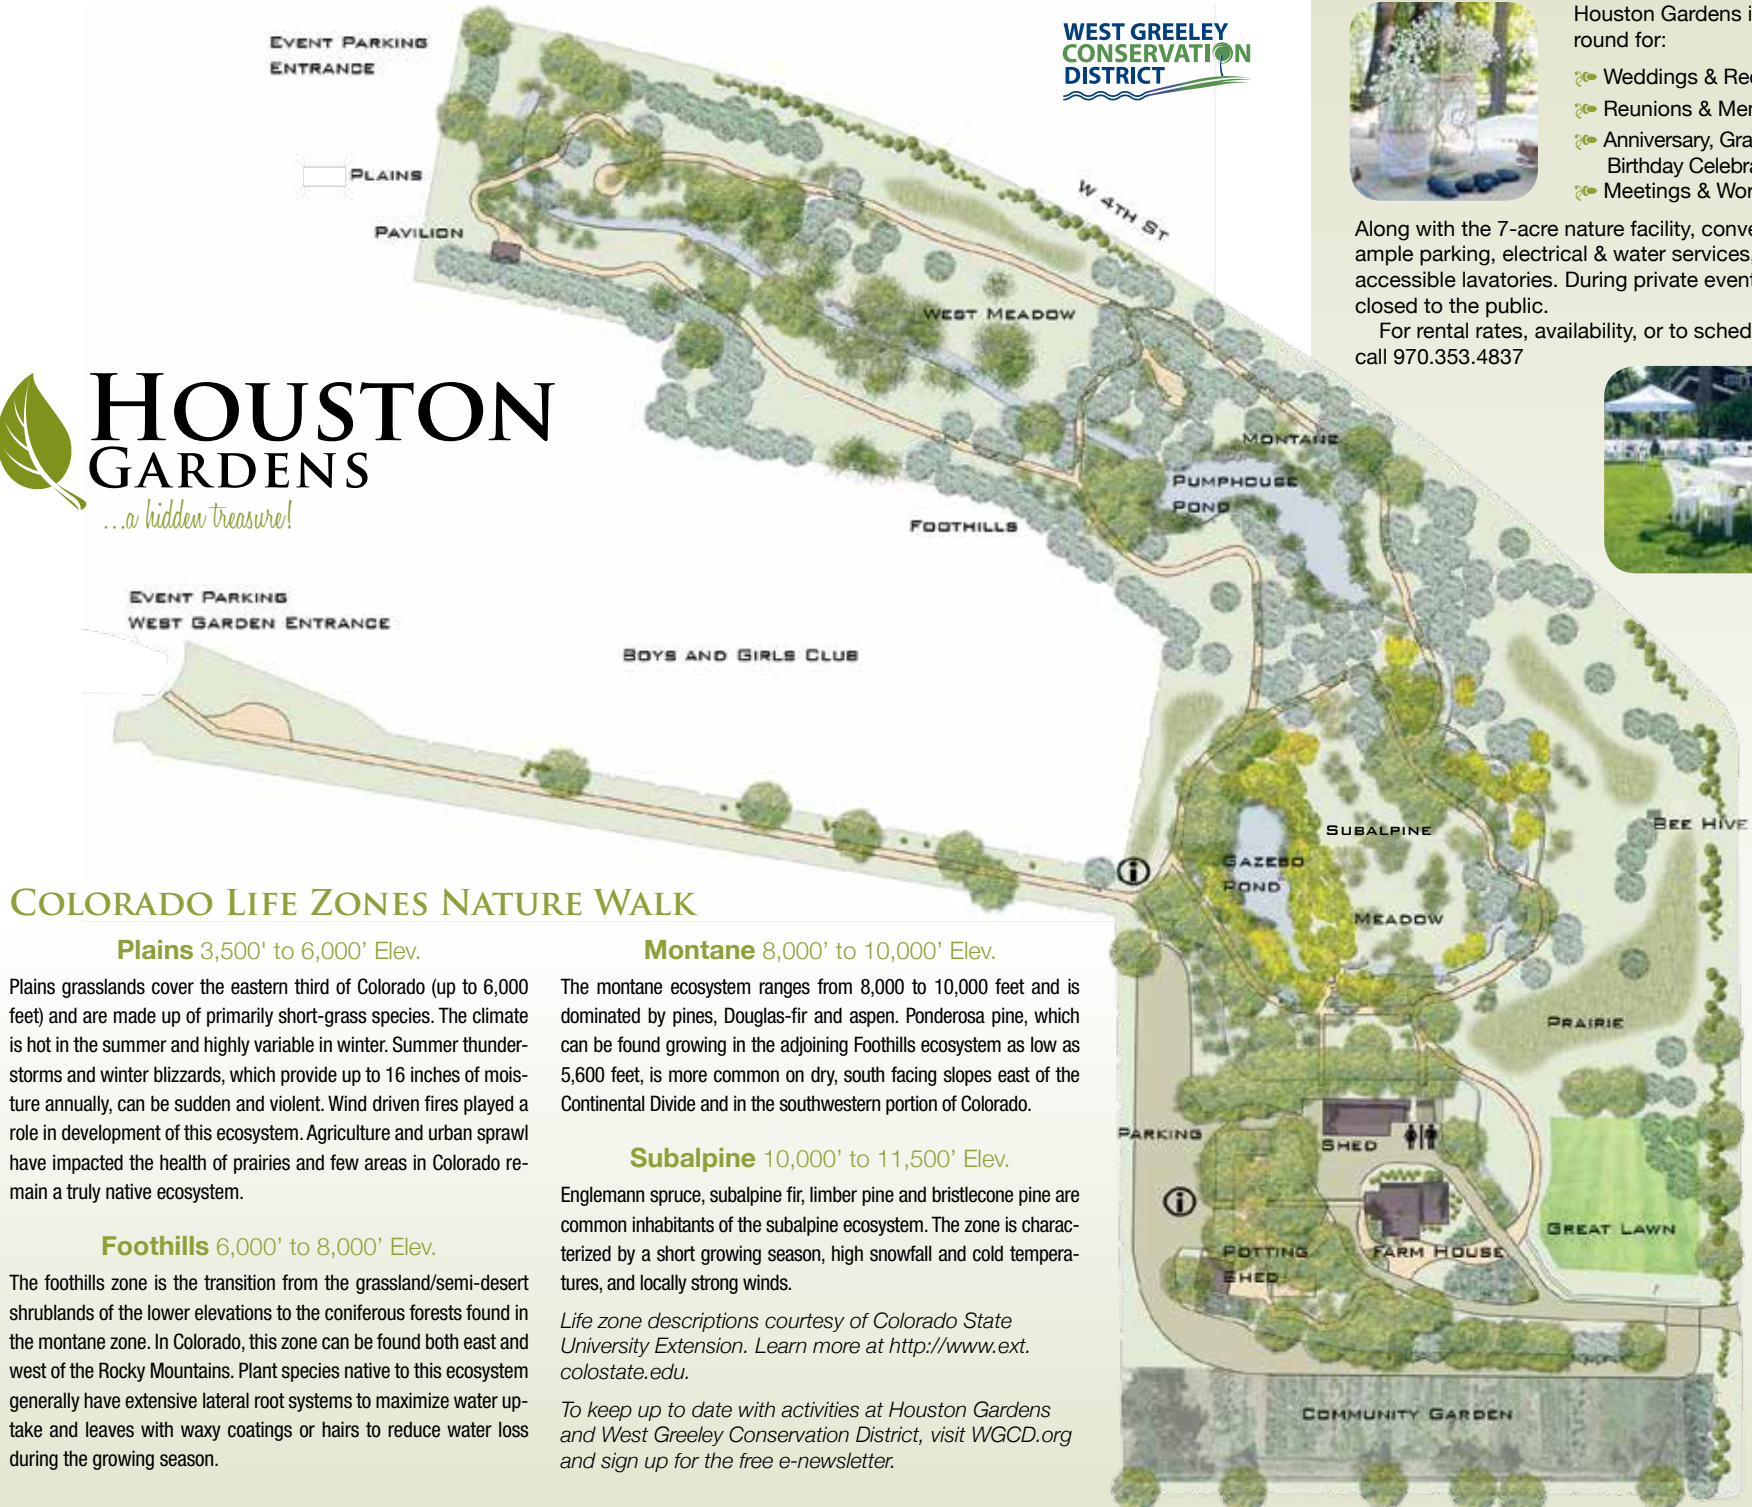 EVENT PARKING
ENTRANCE
PLAINS
PAVILION
WEST GREELEY
CONSERVATION
DISTRICT
W 4TH ST
WEST MEADOW
Houston Gardens
round for:
Weddings &
Reunions &
Anniversary,
Birthday
Meetings &
Along with the 7-acre nature facility,
ample parking, electrical & water services,
accessible lavatories. During private
closed to the public.
For rental rates, availability, or to
call 970.353.4837
HOUSTON
GARDENS
...a hidden treasure!
MONTANE
PUMPHOUSE
POND
FOOTHILLS
EVENT PARKING
WEST GARDEN ENTRANCE
BOYS AND GIRLS CLUB
SUBALPINE
BEE HIVE
GAZEBO
POND
MEADOW
PRAIRIE
PARKING
SHED
GREAT LAWN
POTTING
SHED
FARM HOUSE
COMMUNITY GARDEN
COLORADO LIFE ZONES NATURE WALK
Plains 3,500' to 6,000’ Elev.
Plains grasslands cover the eastern third of Colorado (up to 6,000
feet) and are made up of primarily short-grass species. The climate
is hot in the summer and highly variable in winter. Summer thunder-
storms and winter blizzards, which provide up to 16 inches of mois-
ture annually, can be sudden and violent. Wind driven fires played a
role in development of this ecosystem. Agriculture and urban sprawl
have impacted the health of prairies and few areas in Colorado re-
main a truly native ecosystem.
Foothills 6,000’ to 8,000’ Elev.
The foothills zone is the transition from the grassland/semi-desert
shrublands of the lower elevations to the coniferous forests found in
the montane zone. In Colorado, this zone can be found both east and
west of the Rocky Mountains. Plant species native to this ecosystem
generally have extensive lateral root systems to maximize water up-
take and leaves with waxy coatings or hairs to reduce water loss
during the growing season.
Montane 8,000’ to 10,000’ Elev.
The montane ecosystem ranges from 8,000 to 10,000 feet and is
dominated by pines, Douglas-fir and aspen. Ponderosa pine, which
can be found growing in the adjoining Foothills ecosystem as low as
5,600 feet, is more common on dry, south facing slopes east of the
Continental Divide and in the southwestern portion of Colorado.
Subalpine 10,000’ to 11,500’ Elev.
Englemann spruce, subalpine fir, limber pine and bristlecone pine are
common inhabitants of the subalpine ecosystem. The zone is charac-
terized by a short growing season, high snowfall and cold tempera-
tures, and locally strong winds.
Life zone descriptions courtesy of Colorado State
University Extension. Learn more at http://www.ext.
colostate.edu.
To keep up to date with activities at Houston Gardens
and West Greeley Conservation District, visit WGCD.org
and sign up for the free e-newsletter.